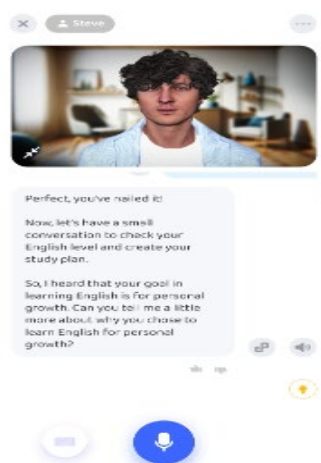 Steve
Perfect, you've nailed it!
Now, let's have a small
conversation to check your
English level and create your
study plan.
So, I heard that your goal in
learning English is for personal
growth. Can you tell me a little
more about why you chose to
learn English for personal
growth?